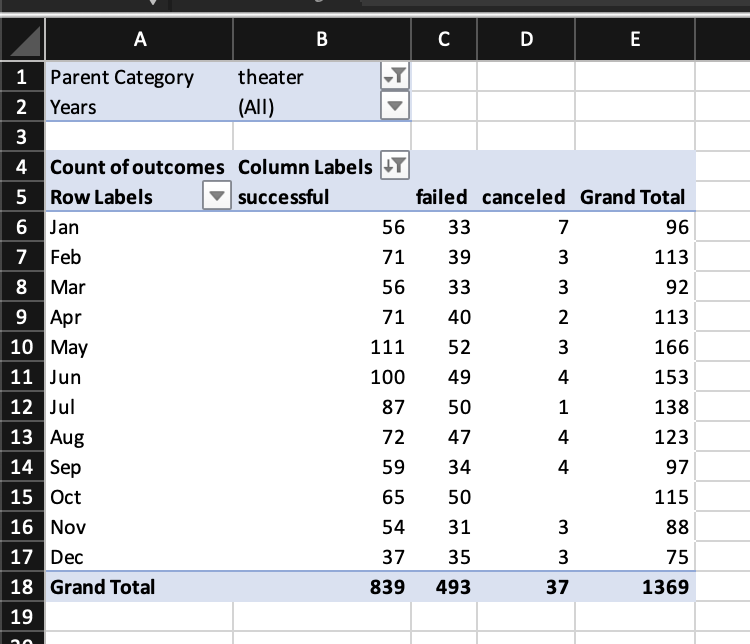 A B C D E
1 Parent Category theater
2 Years (All)
3
4 Count of outcomes Column Labels
5 Row Labels successful failed canceled Grand Total
6 Jan 56 33 7 96
7 Feb 71 39 3 113
8 Mar 56 33 3 92
9 Apr 71 40 2 113
10 May 111 52 3 166
11 Jun 100 49 4 153
12 Jul 87 50 1 138
13 Aug 72 47 4 123
14 Sep 59 34 4 97
15 Oct 65 50 115
16 Nov 54 31 3 88
17 Dec 37 35 3 75
18 Grand Total 839 493 37 1369
19